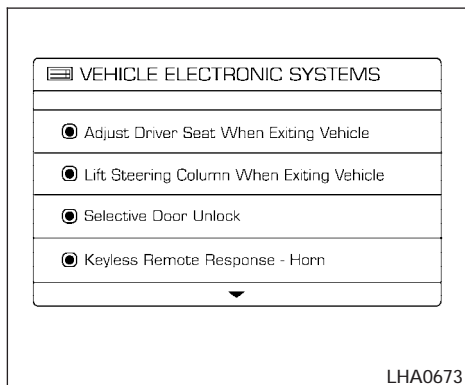 VEHICLE ELECTRONIC SYSTEMS
Adjust Driver Seat When Exiting Vehicle
Lift Steering Column When Exiting Vehicle
Selective Door Unlock
Keyless Remote Response - Horn
LHA0673